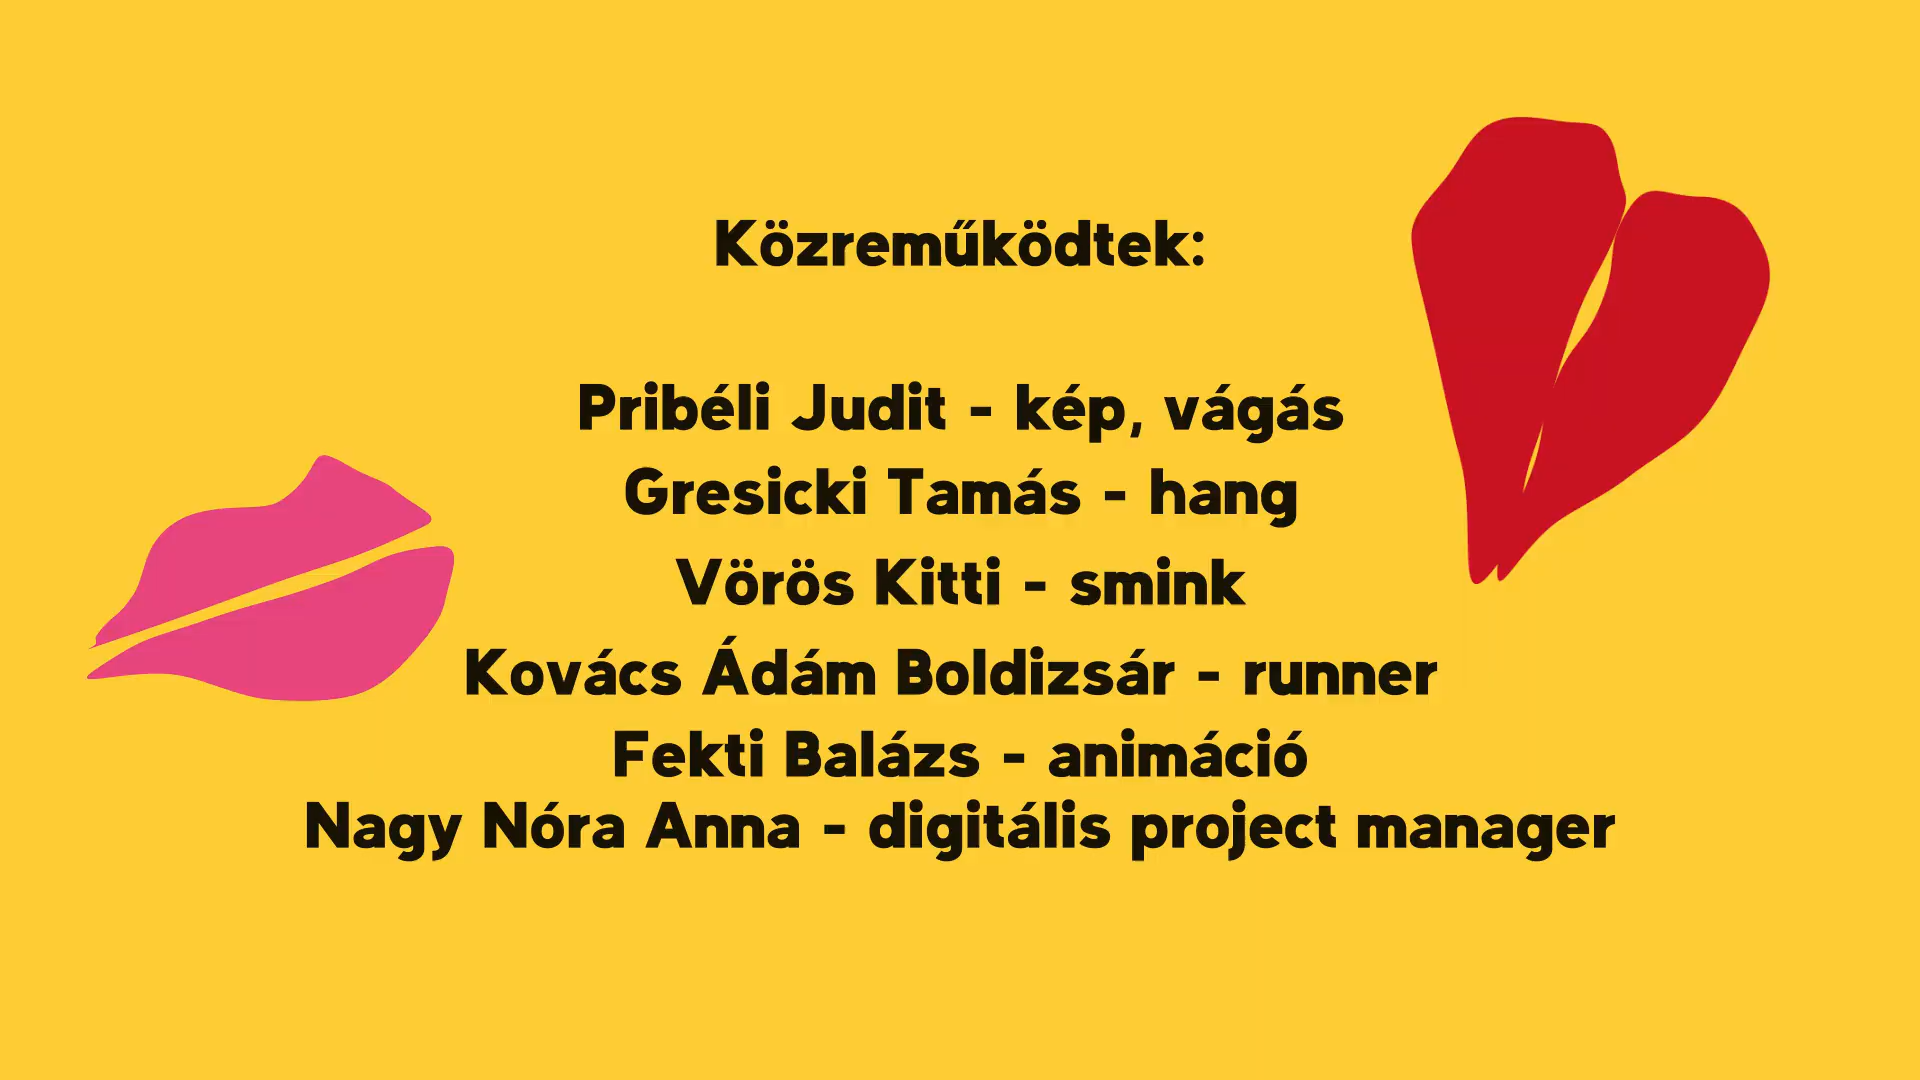 Közreműködtek:
Pribéli Judit - kép, vágás
Gresicki Tamás - hang
Vörös Kitti - smink
Kovács Ádám Boldizsár - runner
Fekti Balázs - animáció
Nagy Nóra Anna - digitális project manager